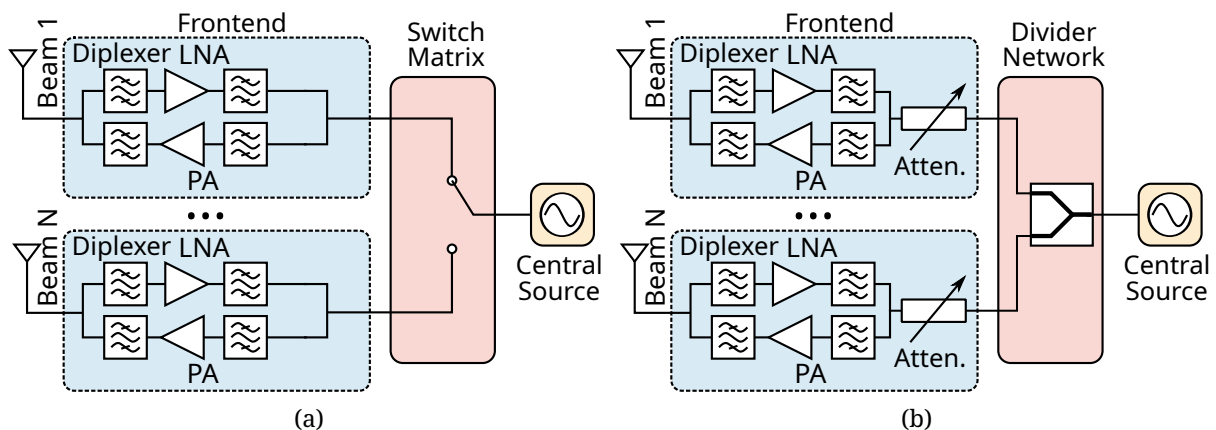 Frontend
Beam 1
Diplexer LNA
PA
...
Beam N
Diplexer LNA
PA
Switch
Matrix
Central
Source
(a)
Frontend
Beam 1
Diplexer LNA
PA
Atten.
...
Beam N
Diplexer LNA
PA
Atten.
Divider
Network
Central
Source
(b)